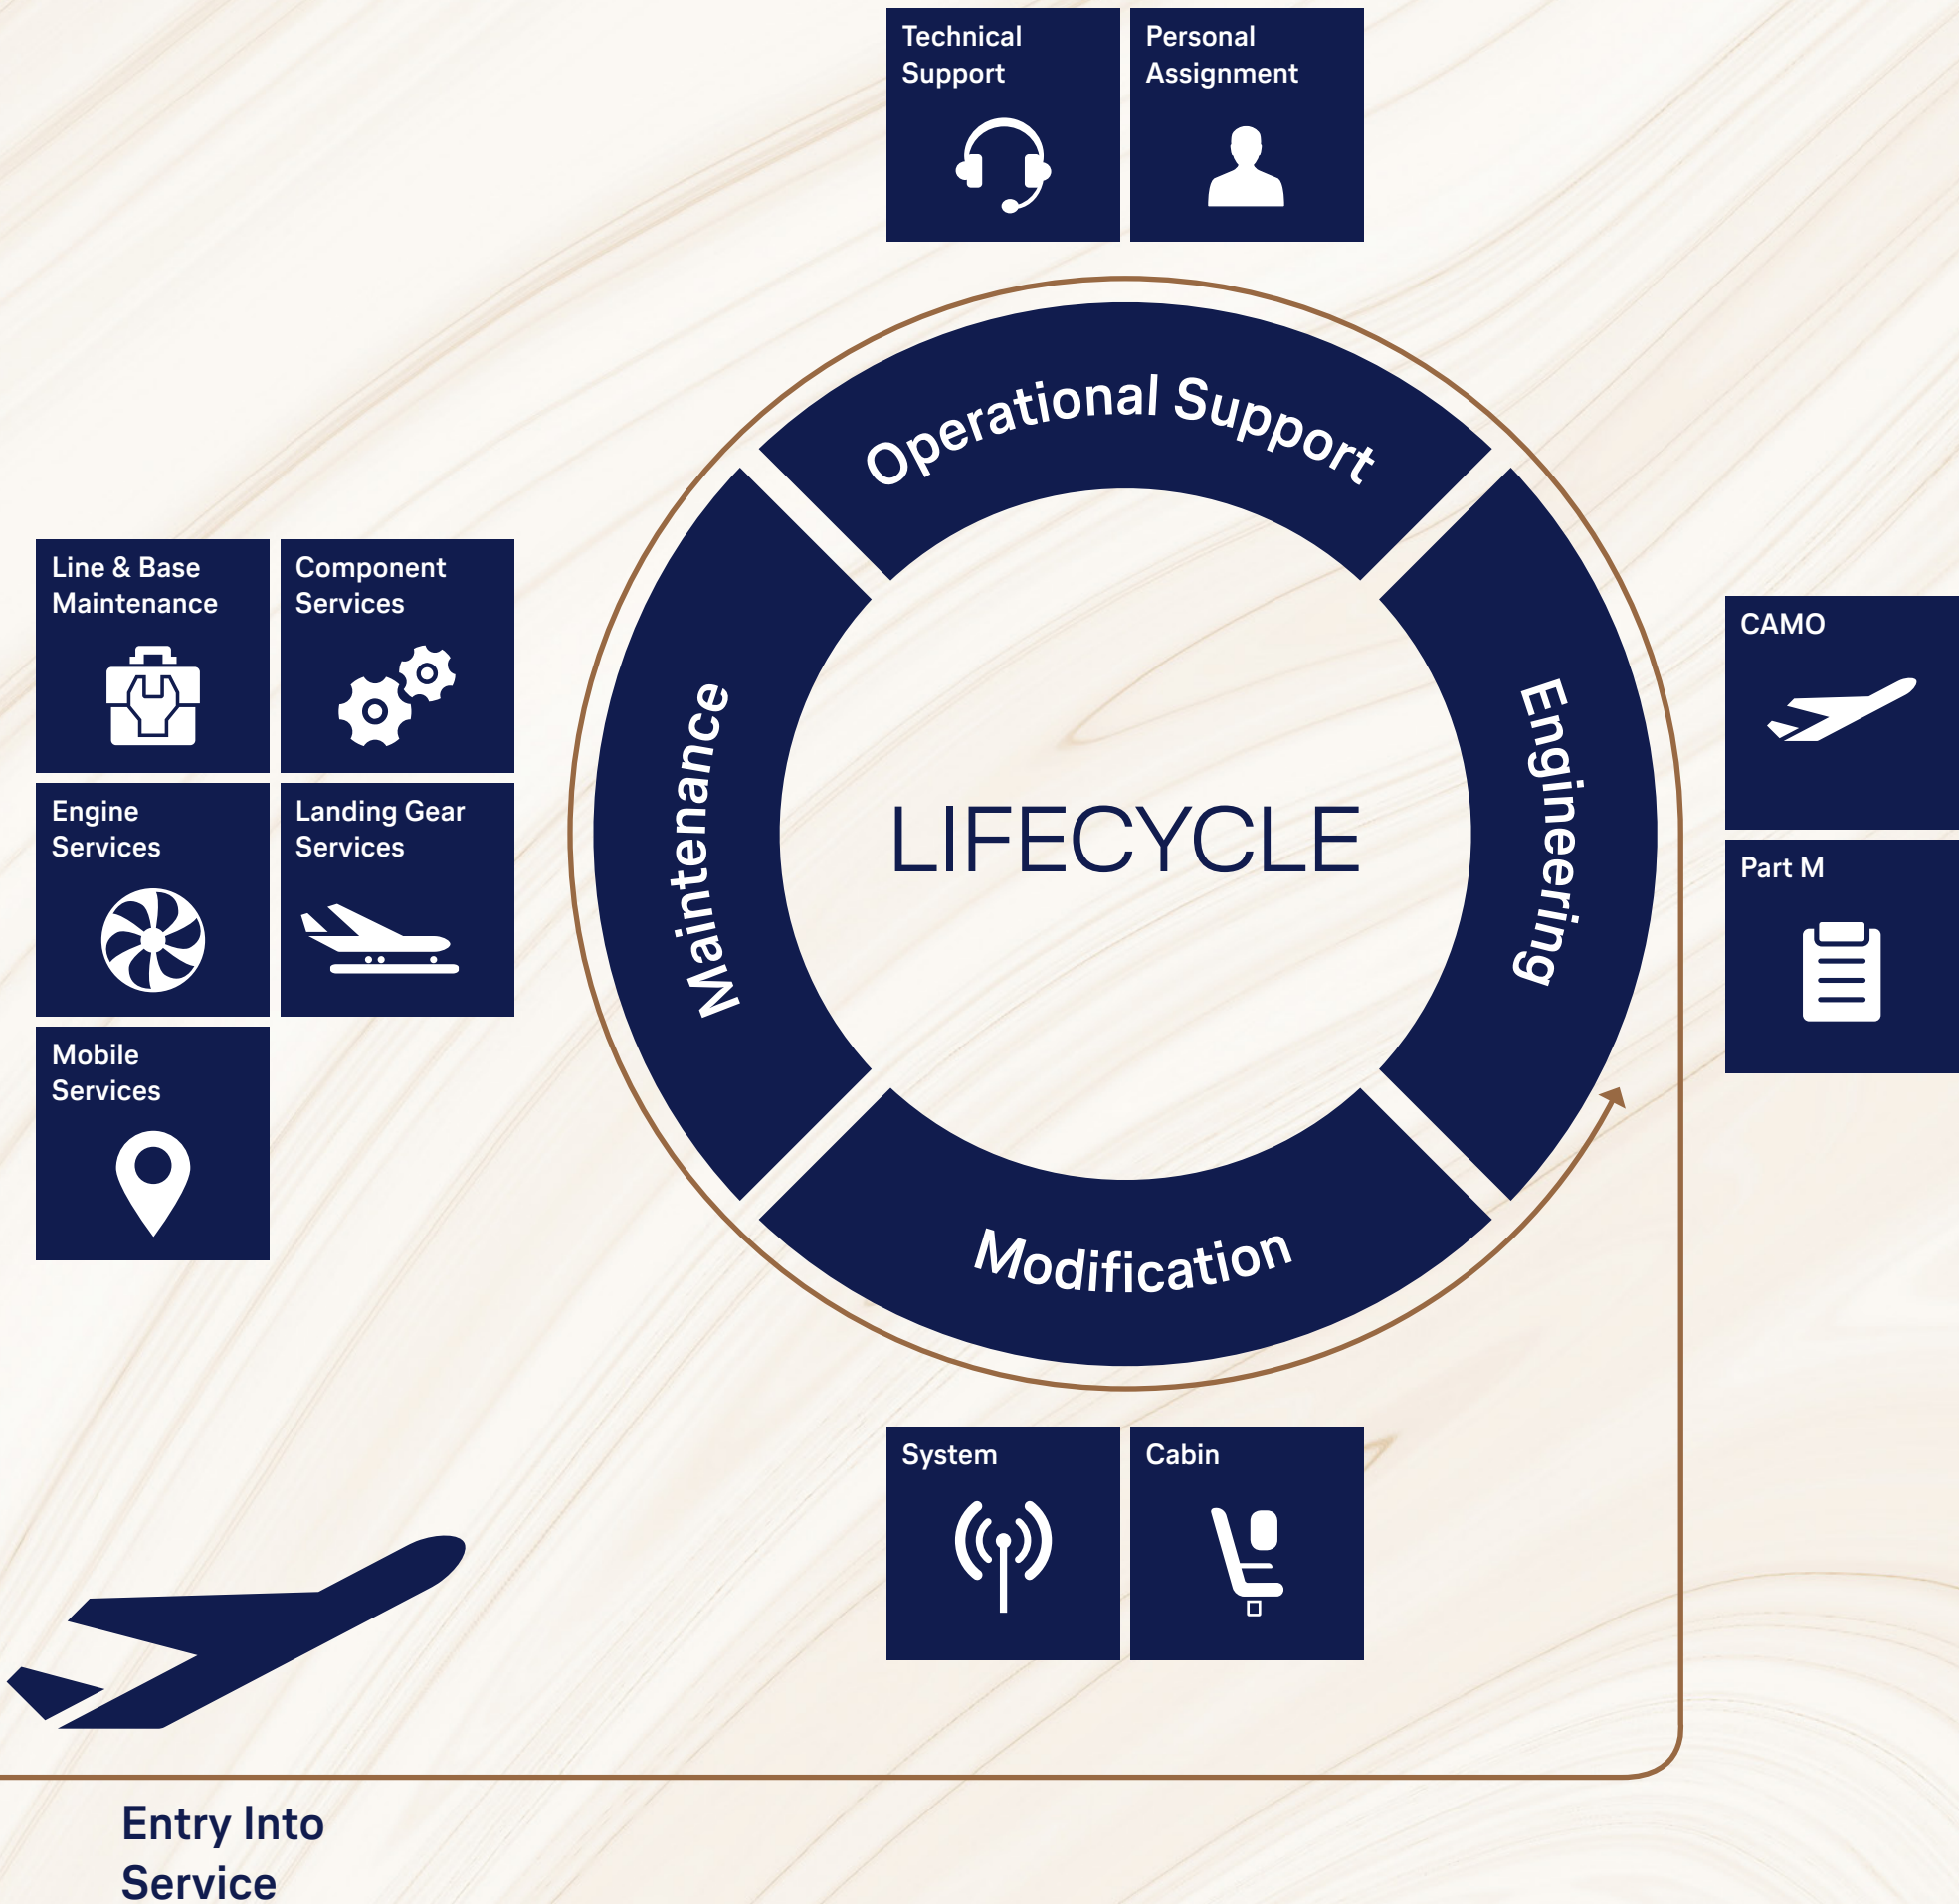 Technical
Support
Personal
Assignment
Operational Support
Line & Base
Maintenance
Component
Services
Engine
Services
Landing Gear
Services
Mobile
Services
Maintenance
LIFECYCLE
Engineering
CAMO
Part M
Modification
System
Cabin
Entry Into
Service